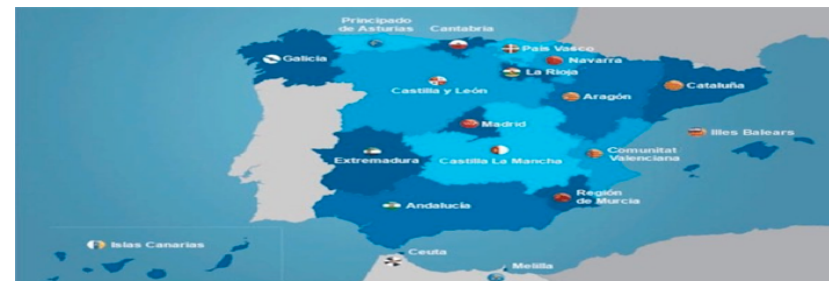 Principado
de Asturias
Cantabria
País Vasco
Galicia
Navarra
La Rioja
Castilla y León
Cataluña
Aragón
Madrid
Illes Balears
Extremadura
Castilla La Mancha
Comunitat
Valenciana
Región
de Murcia
Andalucía
Islas Canarias
Ceuta
Melilla